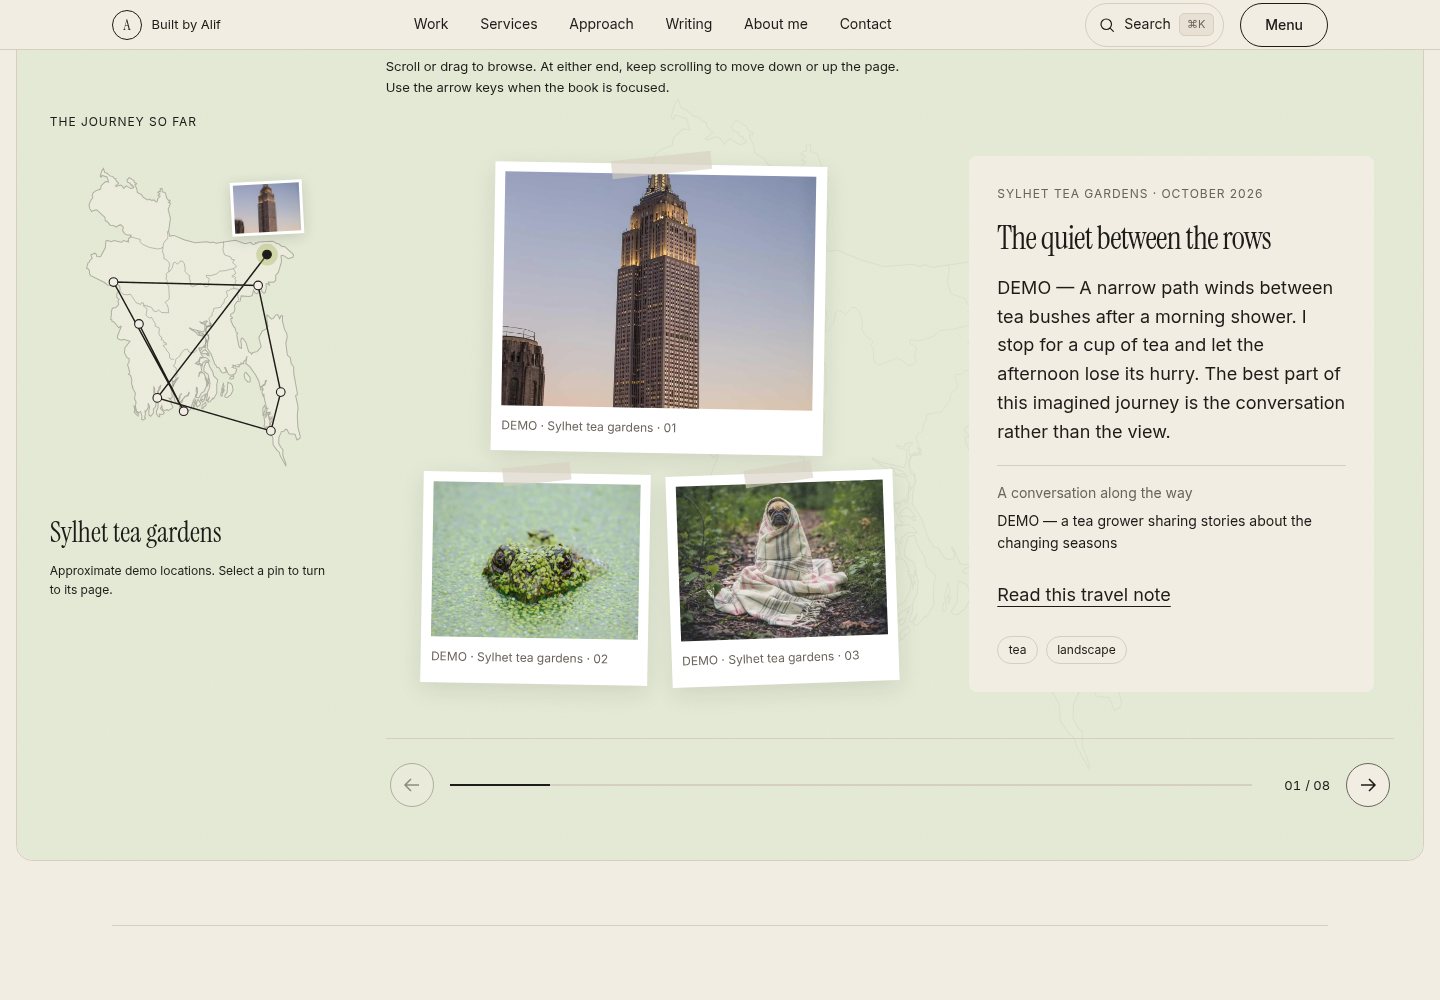 A Built by Alif
Work Services Approach Writing About me Contact
Search ⌘K
Menu
Scroll or drag to browse. At either end, keep scrolling to move down or up the page.
Use the arrow keys when the book is focused.
THE JOURNEY SO FAR
Sylhet tea gardens
Approximate demo locations. Select a pin to turn
to its page.
DEMO · Sylhet tea gardens · 01
DEMO · Sylhet tea gardens · 02
DEMO · Sylhet tea gardens · 03
SYLHET TEA GARDENS · OCTOBER 2026
The quiet between the rows
DEMO — A narrow path winds between
tea bushes after a morning shower. I
stop for a cup of tea and let the
afternoon lose its hurry. The best part of
this imagined journey is the conversation
rather than the view.
A conversation along the way
DEMO — a tea grower sharing stories about the
changing seasons
Read this travel note
tea landscape
01 / 08